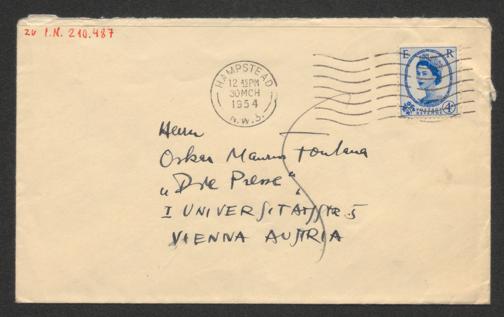 zu I.N. 210.487
E R
HAMPSTEAD
12 45 PM
30 MCH
1954
N.W.3.
4D
Herrn
Oskar Maurus Fontana
„Die Presse“
I UNIVERSITÄTSSTR 5
VIENNA AUSTRIA